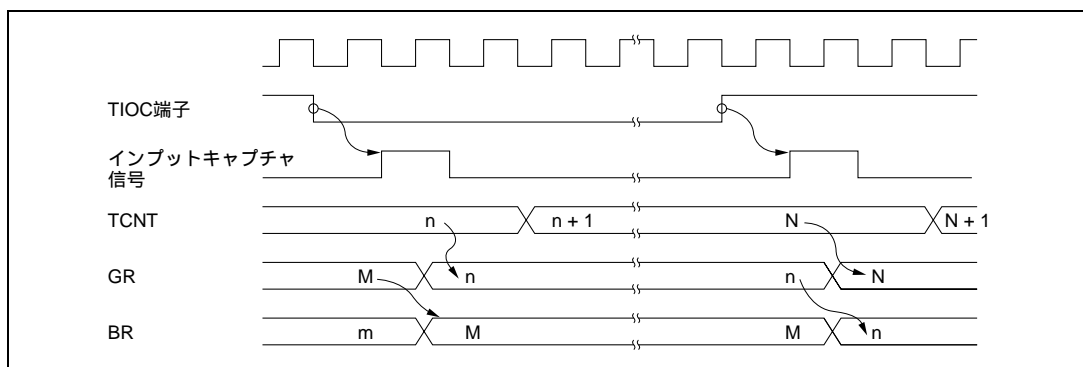 TIOC端子
インプットキャプチャ
信号
TCNT n n + 1 N N + 1
GR M n n N
BR m M M n